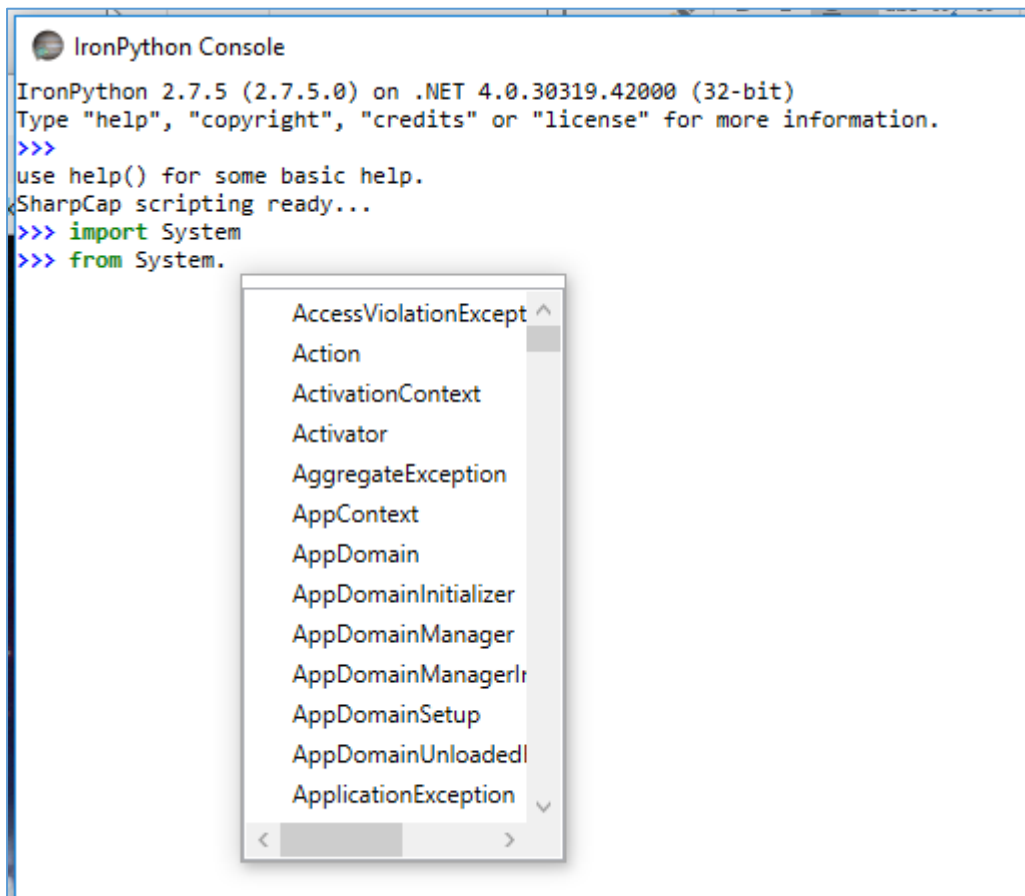 IronPython Console
IronPython 2.7.5 (2.7.5.0) on .NET 4.0.30319.42000 (32-bit)
Type "help", "copyright", "credits" or "license" for more information.
>>>
use help() for some basic help.
SharpCap scripting ready...
>>> import System
>>> from System.
AccessViolationExcept
Action
ActivationContext
Activator
AggregateException
AppContext
AppDomain
AppDomainInitializer
AppDomainManager
AppDomainManagerIn
AppDomainSetup
AppDomainUnloaded
ApplicationException